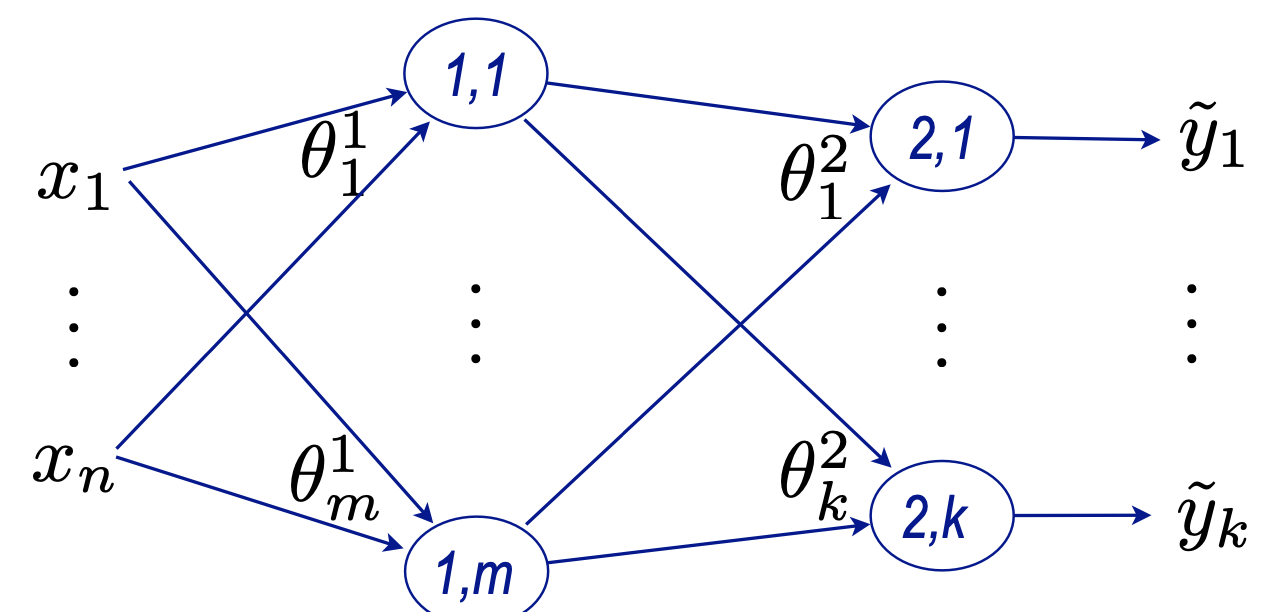 1,1
θ₁¹
2,1
ỹ₁
x₁
θ₁²
⋮ ⋮ ⋮ ⋮
xₙ
θₘ¹
θₖ²
2,k
ỹₖ
1,m